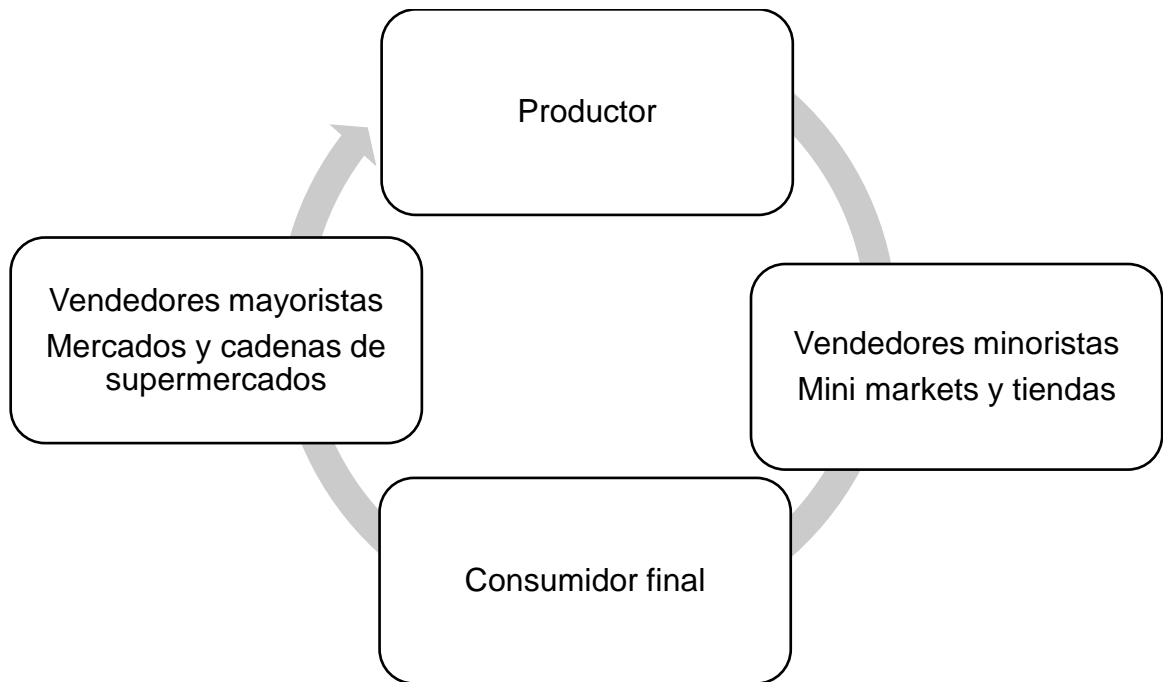 Productor
Vendedores minoristas
Mini markets y tiendas
Consumidor final
Vendedores mayoristas
Mercados y cadenas de
supermercados